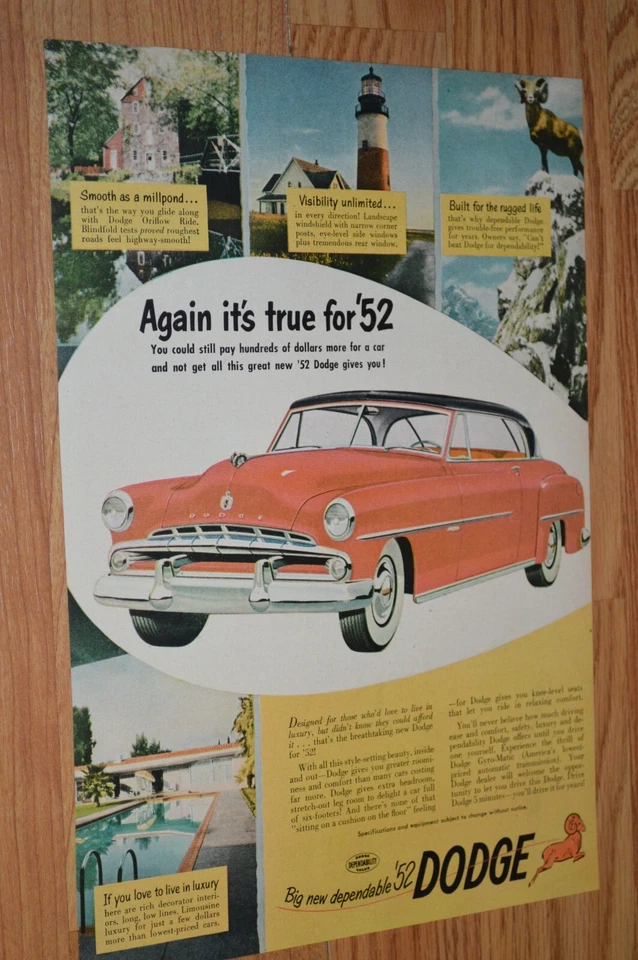 Smooth as a millpond...
that's the way you glide along
with Dodge Oriflow Ride.
Blindfold tests proved roughest
roads feel highway-smooth!
Visibility unlimited...
in every direction! Landscape
windshield with narrow corner
posts, eye-level side windows
plus tremendous rear window.
Built for the rugged life
that's why dependable Dodge
gives trouble-free performance
for years. Owners say, "Can't
beat Dodge for dependability!"
Again it's true for '52
You could still pay hundreds of dollars more for a car
and not get all this great new '52 Dodge gives you!
DODGE
Designed for those who'd love to live in
luxury, but didn't know they could afford
it... that's the breathtaking new Dodge
for '52!
With all this style-setting beauty, inside
and out—Dodge gives you greater roomi-
ness and comfort than many cars costing
far more. Dodge gives extra headroom,
stretch-out leg room to delight a car full
of six-footers! And there's none of that
"sitting on a cushion on the floor" feeling
—for Dodge gives you knee-level seats
that let you ride in relaxing comfort.
You'll never believe how much driving
ease and comfort, safety, luxury and de-
pendability Dodge offers until you drive
one yourself. Experience the thrill of
Dodge Gyro-Matic (America's lowest-
priced automatic transmission). Your
Dodge dealer will welcome the oppor-
tunity to let you drive this Dodge. Drive
Dodge 5 minutes—you'll drive it for years!
Specifications and equipment subject to change without notice.
If you love to live in luxury
here are rich decorator interi-
ors, long, low lines. Limousine
luxury for just a few dollars
more than lowest-priced cars.
DEPENDABILITY
Big new dependable '52 DODGE